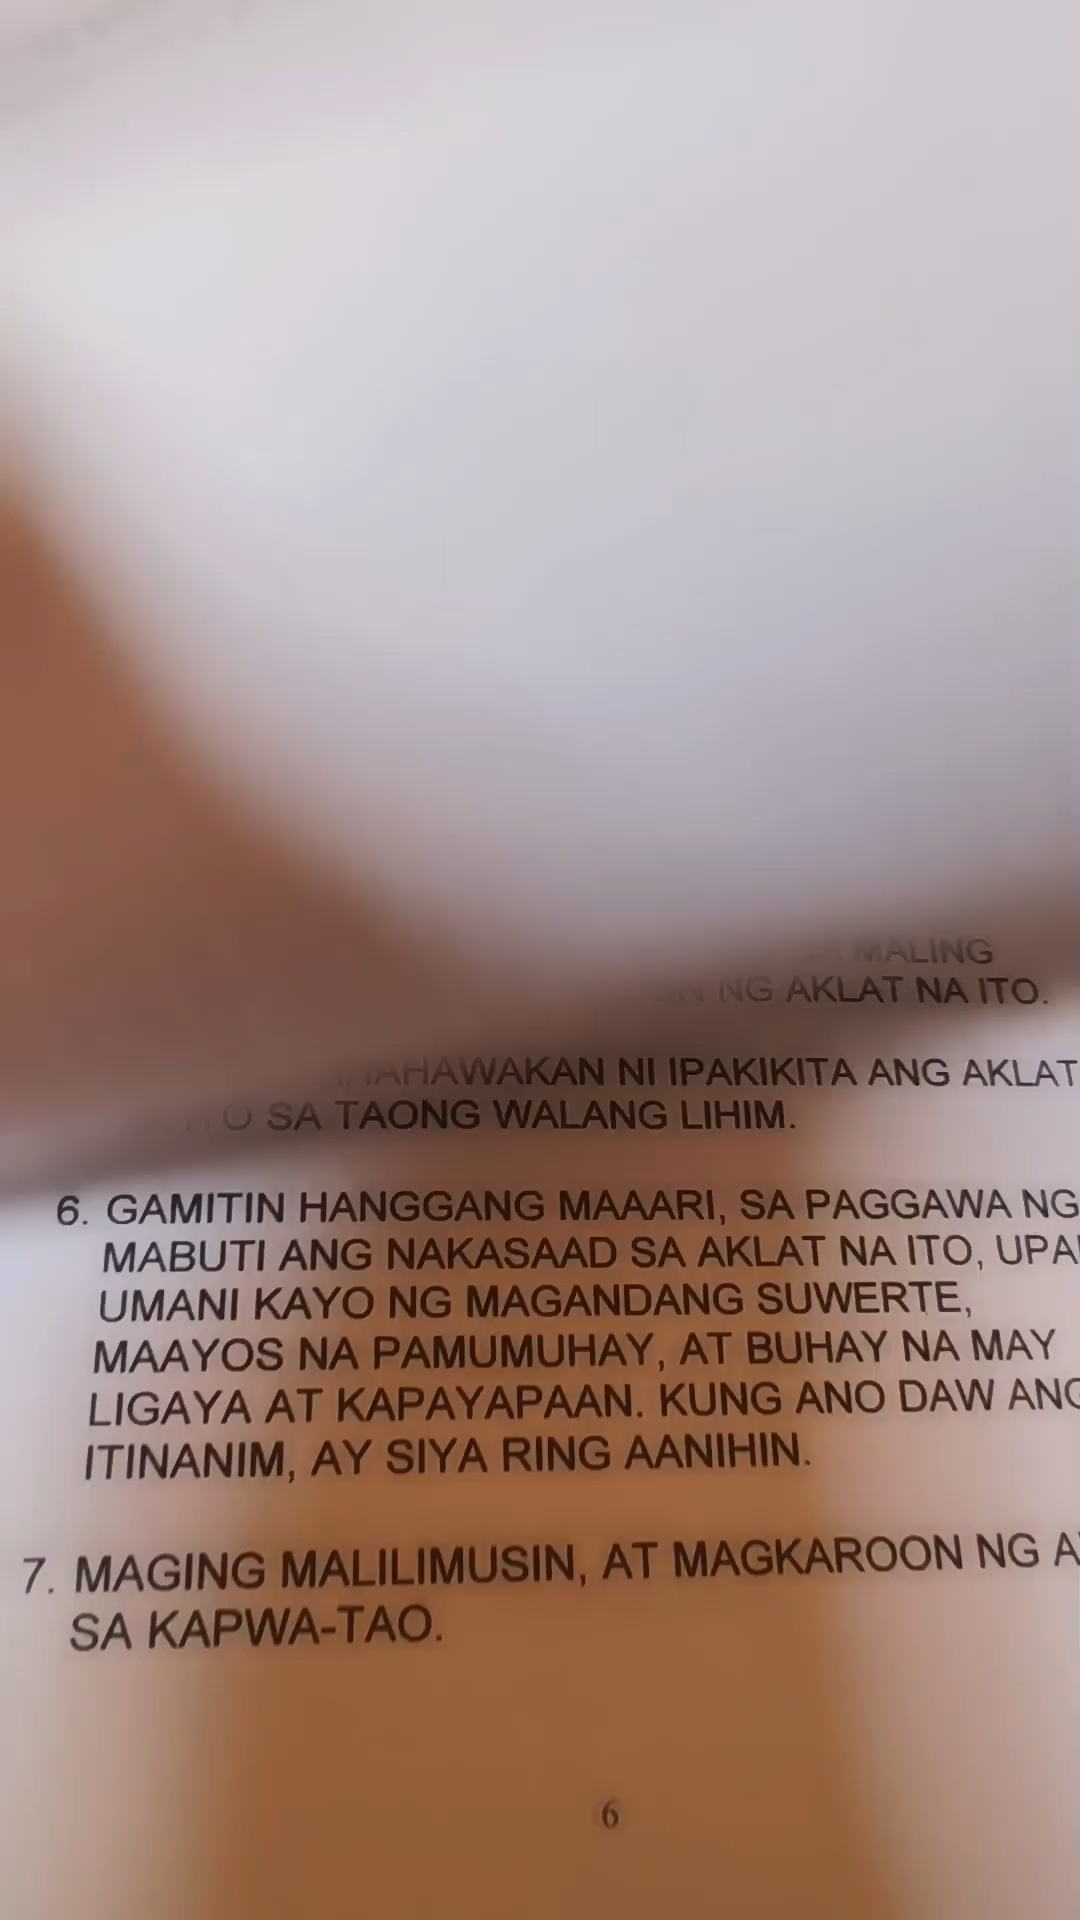 MALING
NG AKLAT NA ITO.
NI IPAKIKITA ANG AKLAT
SA TAONG WALANG LIHIM.
6. GAMITIN HANGGANG MAAARI, SA PAGGAWA NG
MABUTI ANG NAKASAAD SA AKLAT NA ITO,
UMANI KAYO NG MAGANDANG SUWERTE,
MAAYOS NA PAMUMUHAY, AT BUHAY NA MAY
LIGAYA AT KAPAYAPAAN. KUNG ANO DAW ANG
ITINANIM, AY SIYA RING AANIHIN.
7. MAGING MALILIMUSIN, AT MAGKAROON NG
SA KAPWA-TAO.
6